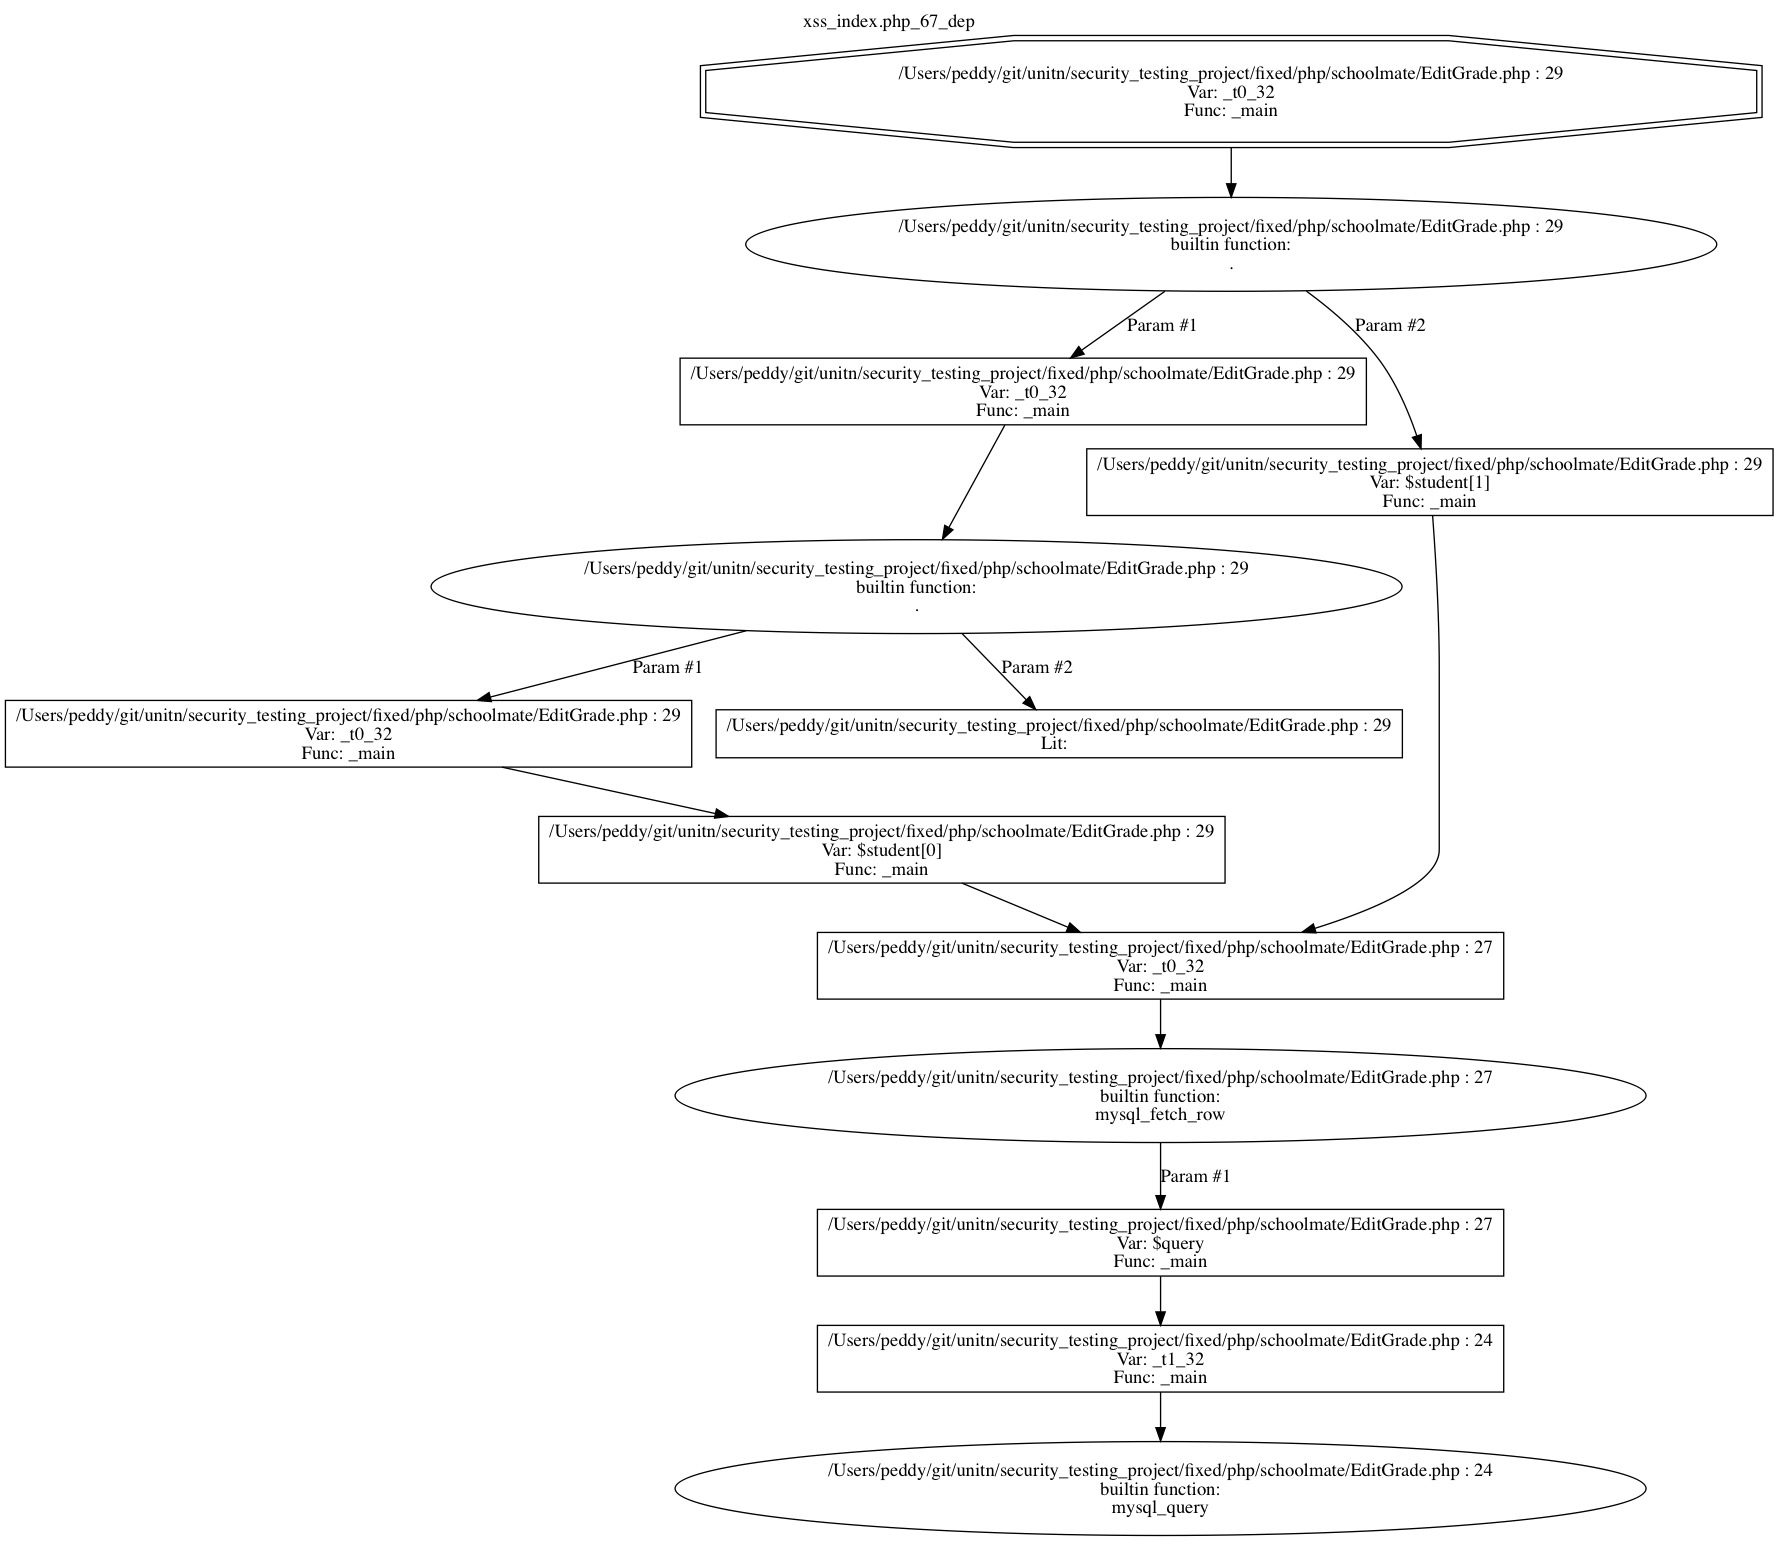 xss_index.php_67_dep
/Users/peddy/git/unitn/security_testing_project/fixed/php/schoolmate/EditGrade.php : 29
Var: _t0_32
Func: _main
/Users/peddy/git/unitn/security_testing_project/fixed/php/schoolmate/EditGrade.php : 29
builtin function:
.
Param #1
Param #2
/Users/peddy/git/unitn/security_testing_project/fixed/php/schoolmate/EditGrade.php : 29
Var: _t0_32
Func: _main
/Users/peddy/git/unitn/security_testing_project/fixed/php/schoolmate/EditGrade.php : 29
Var: $student[1]
Func: _main
/Users/peddy/git/unitn/security_testing_project/fixed/php/schoolmate/EditGrade.php : 29
builtin function:
.
Param #1
Param #2
/Users/peddy/git/unitn/security_testing_project/fixed/php/schoolmate/EditGrade.php : 29
Var: _t0_32
Func: _main
/Users/peddy/git/unitn/security_testing_project/fixed/php/schoolmate/EditGrade.php : 29
Lit:
/Users/peddy/git/unitn/security_testing_project/fixed/php/schoolmate/EditGrade.php : 29
Var: $student[0]
Func: _main
/Users/peddy/git/unitn/security_testing_project/fixed/php/schoolmate/EditGrade.php : 27
Var: _t0_32
Func: _main
/Users/peddy/git/unitn/security_testing_project/fixed/php/schoolmate/EditGrade.php : 27
builtin function:
mysql_fetch_row
Param #1
/Users/peddy/git/unitn/security_testing_project/fixed/php/schoolmate/EditGrade.php : 27
Var: $query
Func: _main
/Users/peddy/git/unitn/security_testing_project/fixed/php/schoolmate/EditGrade.php : 24
Var: _t1_32
Func: _main
/Users/peddy/git/unitn/security_testing_project/fixed/php/schoolmate/EditGrade.php : 24
builtin function:
mysql_query